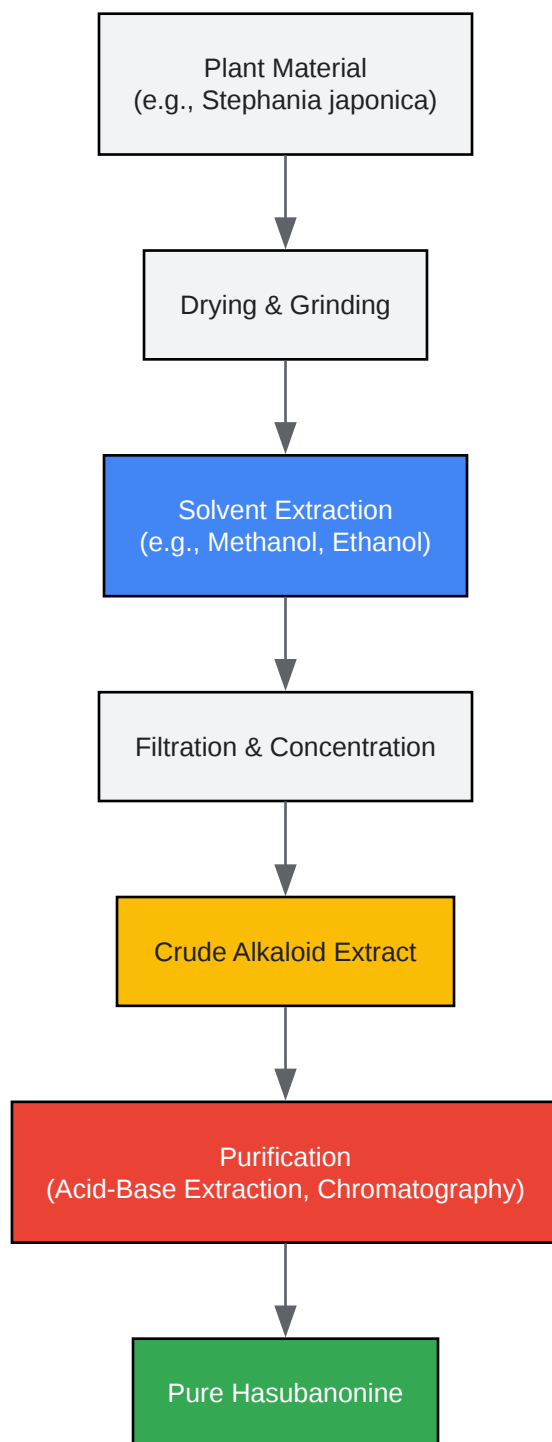 Plant Material
(e.g., Stephania japonica)
Drying & Grinding
Solvent Extraction
(e.g., Methanol, Ethanol)
Filtration & Concentration
Crude Alkaloid Extract
Purification
(Acid-Base Extraction, Chromatography)
Pure Hasubanonine